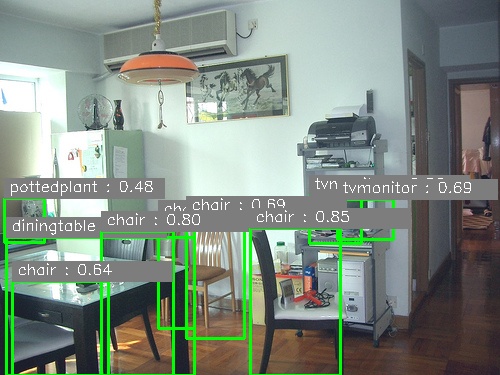 pottedplant : 0.48
tvmonitor : 0.69
chair : 0.69
chair : 0.80
chair : 0.85
diningtable
chair : 0.64